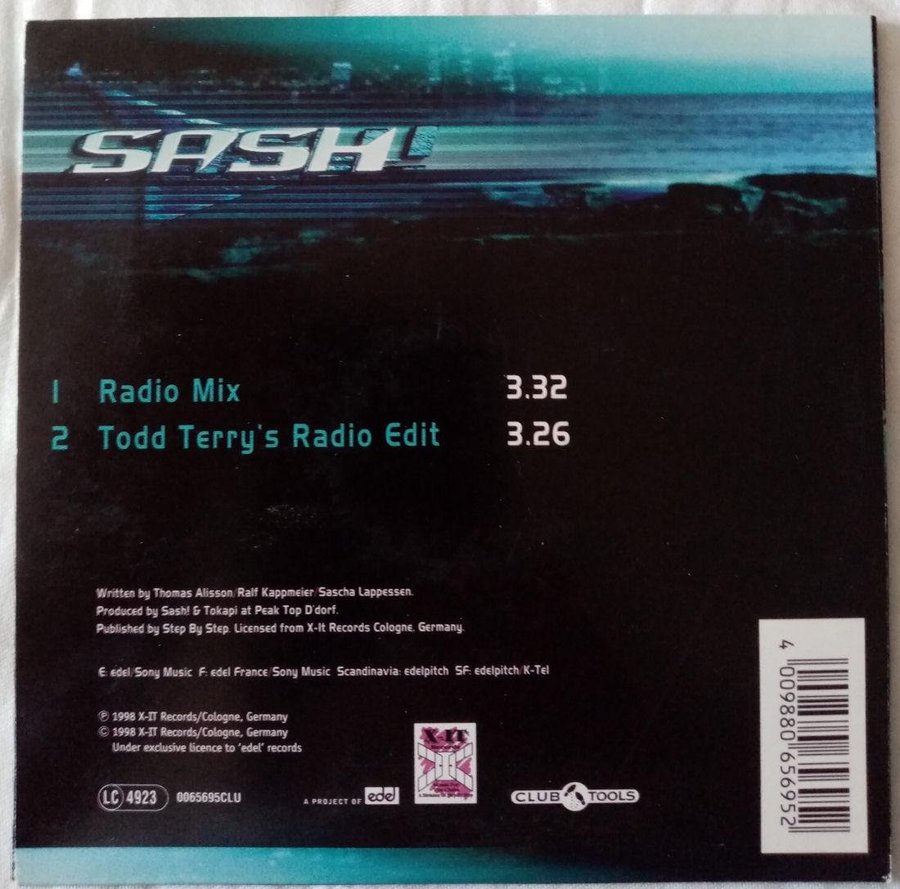 SASH!
1 Radio Mix 3.32
2 Todd Terry's Radio Edit 3.26
Written by Thomas Alisson/Ralf Kappmeier/Sascha Lappessen.
Produced by Sash! & Tokapi at Peak Top D'dorf.
Published by Step By Step. Licensed from X-It Records Cologne. Germany.
E: edel/Sony Music F: edel France/Sony Music Scandinavia: edelpitch SF: edelpitch/K-Tel
℗ 1998 X-IT Records/Cologne, Germany
© 1998 X-IT Records/Cologne, Germany
Under exclusive licence to 'edel' records
LC 4923 0065695CLU
A PROJECT OF edel
X-IT
CLUB TOOLS
4 009880 656952